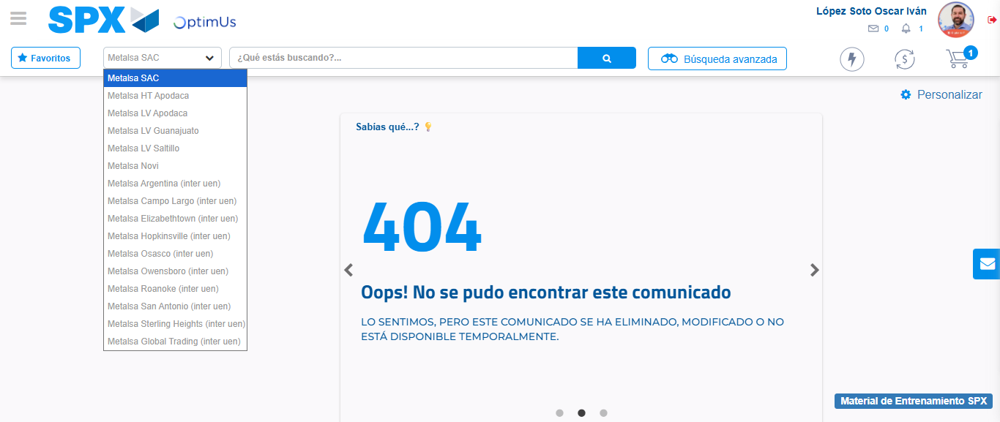 SPX OptimUs
López Soto Oscar Iván
0 1
Favoritos
Metalsa SAC
¿Qué estás buscando?...
Búsqueda avanzada
1
Metalsa SAC
Metalsa HT Apodaca
Metalsa LV Apodaca
Metalsa LV Guanajuato
Metalsa LV Saltillo
Metalsa Novi
Metalsa Argentina (inter uen)
Metalsa Campo Largo (inter uen)
Metalsa Elizabethtown (inter uen)
Metalsa Hopkinsville (inter uen)
Metalsa Osasco (inter uen)
Metalsa Owensboro (inter uen)
Metalsa Roanoke (inter uen)
Metalsa San Antonio (inter uen)
Metalsa Sterling Heights (inter uen)
Metalsa Global Trading (inter uen)
Personalizar
Sabías qué...?
404
Oops! No se pudo encontrar este comunicado
LO SENTIMOS, PERO ESTE COMUNICADO SE HA ELIMINADO, MODIFICADO O NO
ESTÁ DISPONIBLE TEMPORALMENTE.
Material de Entrenamiento SPX